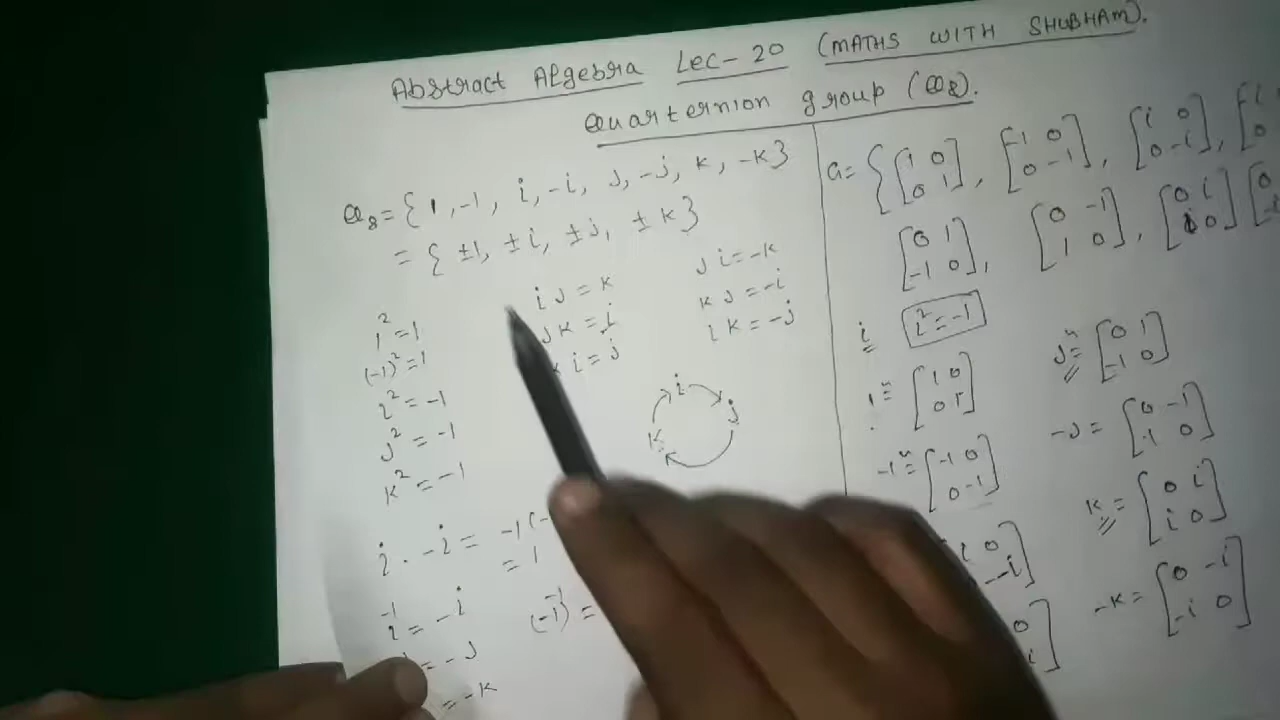 Abstract Algebra Lec-20 (MATHS WITH SHUBHAM).
Quarternion group (Q8).
Q8 = {1, -1, i, -i, j, -j, k, -k}
= {±1, ±i, ±j, ±k}
1² = 1
(-1)² = 1
i² = -1
j² = -1
k² = -1
ij = k
jk = i
i = j
ji = -k
kj = -i
ik = -j
i
j
k
i . -i = -1(-
= 1
i⁻¹ = -i
= -j
= -k
(-1)⁻¹ =
G = {[1 0
0 1], [-1 0
0 -1], [i 0
0 -i],
[0 1
-1 0], [0 -1
1 0], [0 i
i 0]
i
i² = -1
1 = [1 0
0 1]
-1 = [-1 0
0 -1]
i 0
-i]
0
i]
j = [0 1
-1 0]
-j = [0 -1
1 0]
k = [0 i
i 0]
-k = [0 -i
-i 0]